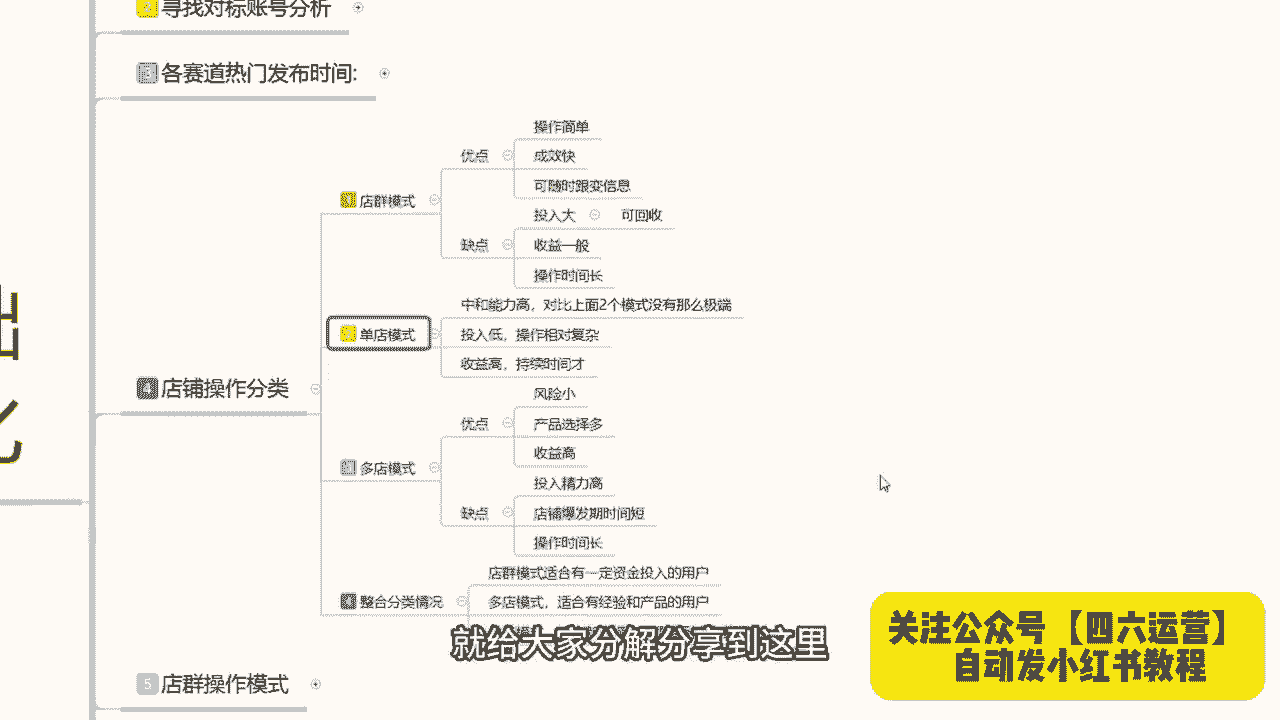 寻找对标账号分析
各赛道热门发布时间:
4 店铺操作分类
店群模式
优点
操作简单
成效快
可随时跟变信息
缺点
投入大
可回收
收益一般
操作时间长
单店模式
中和能力高，对比上面2个模式没有那么极端
投入低，操作相对复杂
收益高，持续时间才
多店模式
优点
风险小
产品选择多
收益高
缺点
投入精力高
店铺爆发期时间短
操作时间长
整合分类情况
店群模式适合有一定资金投入的用户
多店模式，适合有经验和产品的用户
5 店群操作模式
就给大家分解分享到这里
关注公众号【四六运营】
自动发小红书教程